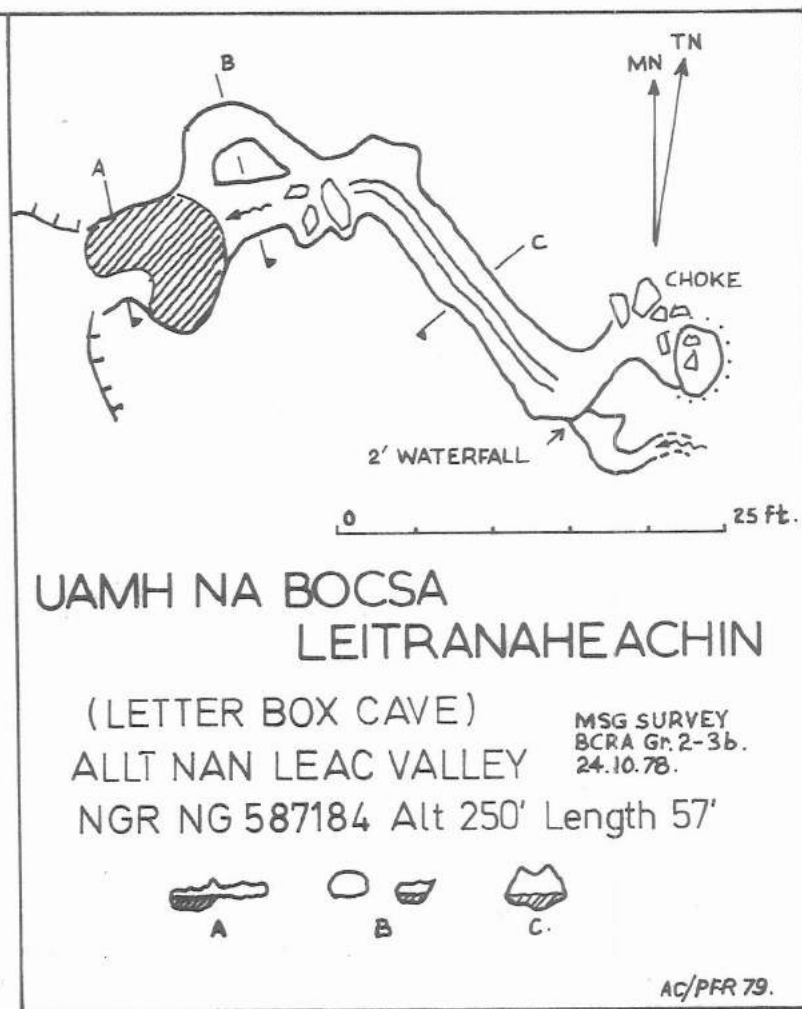 B
TN
MN
A
C
CHOKE
2' WATERFALL
0 25 ft.
UAMH NA BOCSA
LEITRANAHEACHIN
(LETTER BOX CAVE)
ALLT NAN LEAC VALLEY
NGR NG 587184 Alt 250' Length 57'
MSG SURVEY
BCRA Gr. 2-3b.
24.10.78.
A B C.
AC/PFR 79.